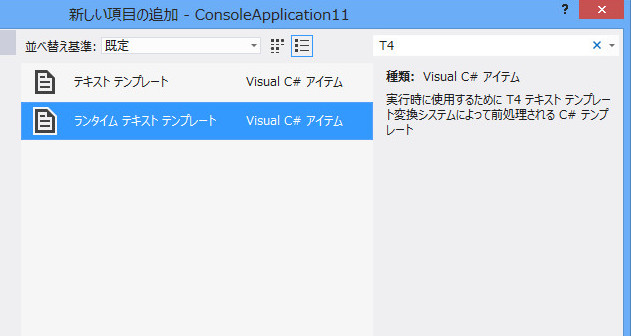 新しい項目の追加 - ConsoleApplication11
?
並べ替え基準: 既定
T4
テキスト テンプレート Visual C# アイテム
ランタイム テキスト テンプレート Visual C# アイテム
種類: Visual C# アイテム
実行時に使用するために T4 テキスト テンプレー
ト変換システムによって前処理される C# テンプ
レート